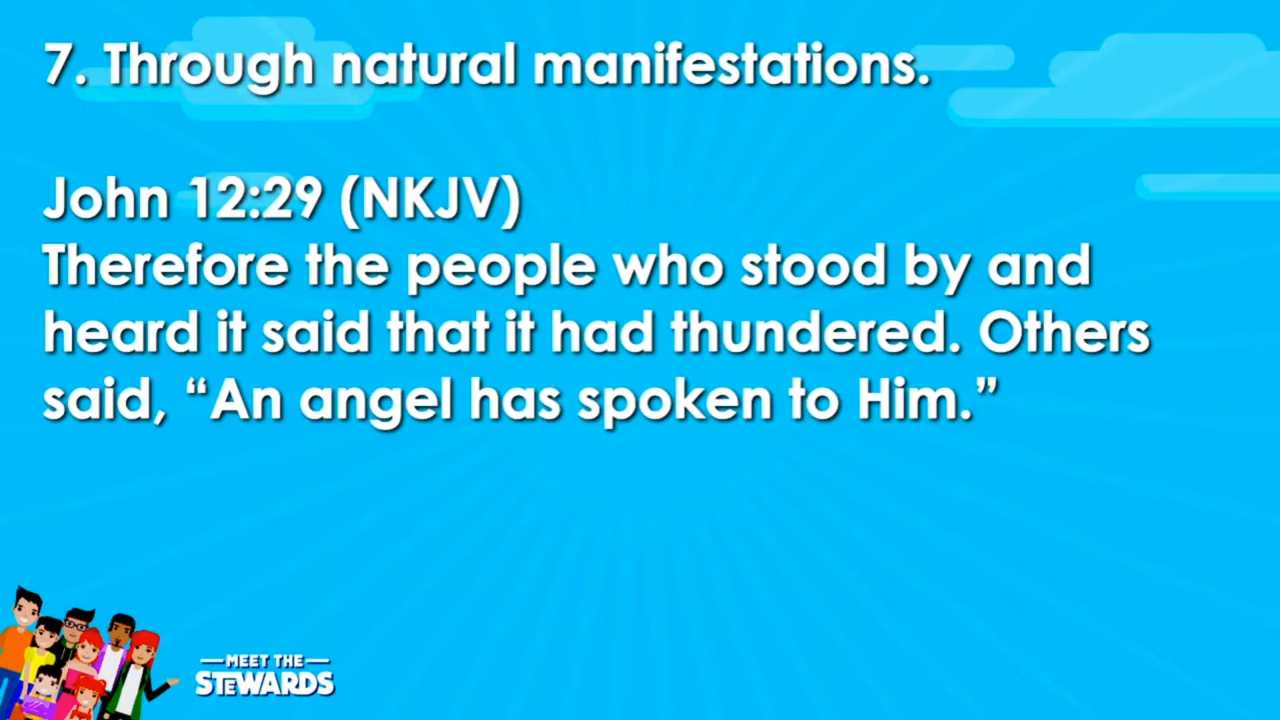 7. Through natural manifestations.
John 12:29 (NKJV)
Therefore the people who stood by and
heard it said that it had thundered. Others
said, “An angel has spoken to Him.”
MEET THE
STEWARDS